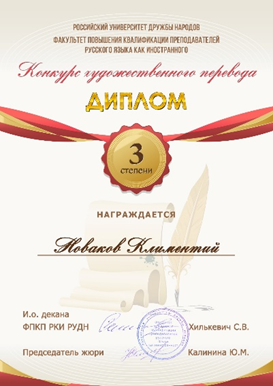 РОССИЙСКИЙ УНИВЕРСИТЕТ ДРУЖБЫ НАРОДОВ
ФАКУЛЬТЕТ ПОВЫШЕНИЯ КВАЛИФИКАЦИИ ПРЕПОДАВАТЕЛЕЙ
РУССКОГО ЯЗЫКА КАК ИНОСТРАННОГО
Конкурс художественного перевода
ДИПЛОМ
3
СТЕПЕНИ
НАГРАЖДАЕТСЯ
Новаков Климентий
И.о. декана
ФПКП РКИ РУДН Хилькевич С.В.
Председатель жюри Калинина Ю.М.